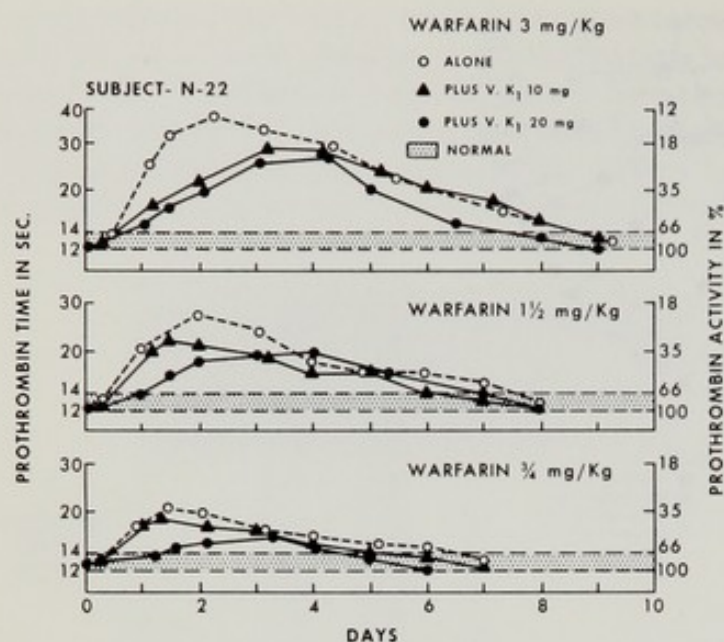 WARFARIN 3 mg/Kg
ALONE
PLUS V. K1 10 mg
PLUS V. K1 20 mg
NORMAL
SUBJECT- N-22
40
30
20
14
12
12
18
35
66
100
WARFARIN 1½ mg/Kg
30
20
14
12
18
35
66
100
WARFARIN ¾ mg/Kg
30
20
14
12
18
35
66
100
0 2 4 6 8 10
DAYS
PROTHROMBIN TIME IN SEC.
PROTHROMBIN ACTIVITY IN %